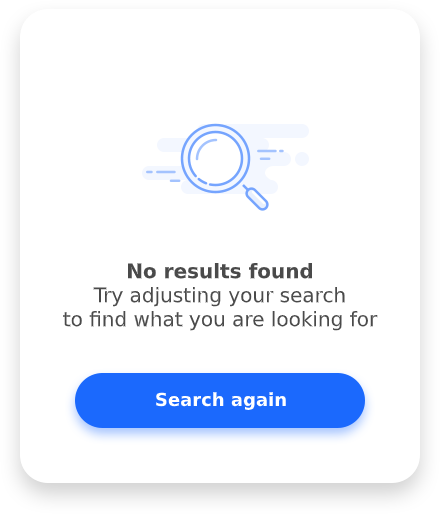 No results found
Try adjusting your search
to find what you are looking for
Search again